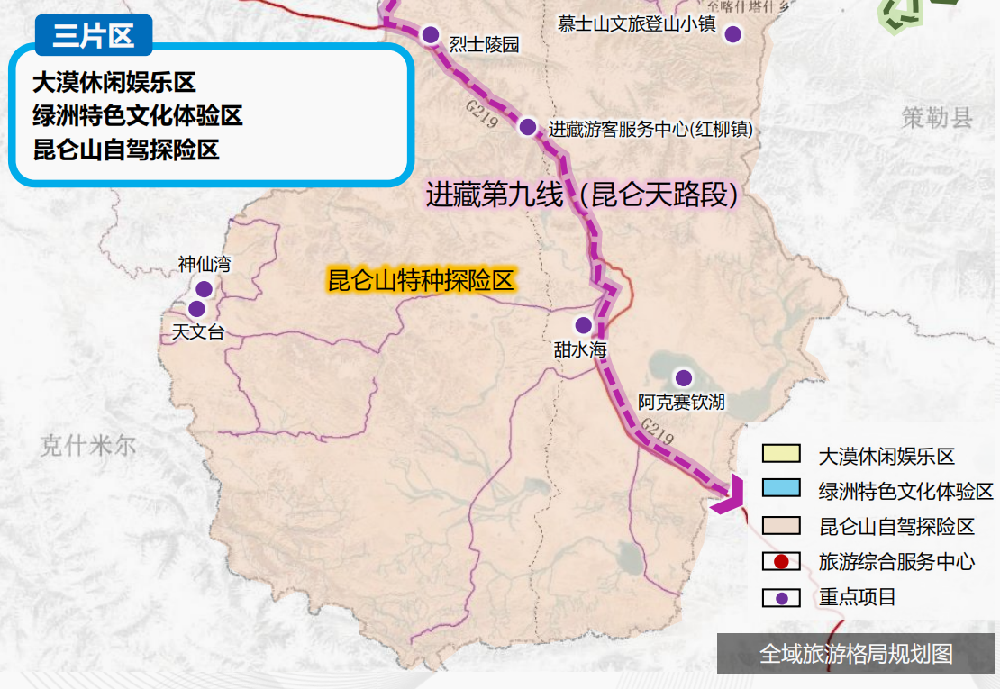 至喀什塔什乡
三片区
大漠休闲娱乐区
绿洲特色文化体验区
昆仑山自驾探险区
慕士山文旅登山小镇
烈士陵园
G219
进藏游客服务中心(红柳镇)
策勒县
进藏第九线（昆仑天路段）
神仙湾
昆仑山特种探险区
天文台
甜水海
阿克赛钦湖
G219
克什米尔
大漠休闲娱乐区
绿洲特色文化体验区
昆仑山自驾探险区
旅游综合服务中心
重点项目
全域旅游格局规划图